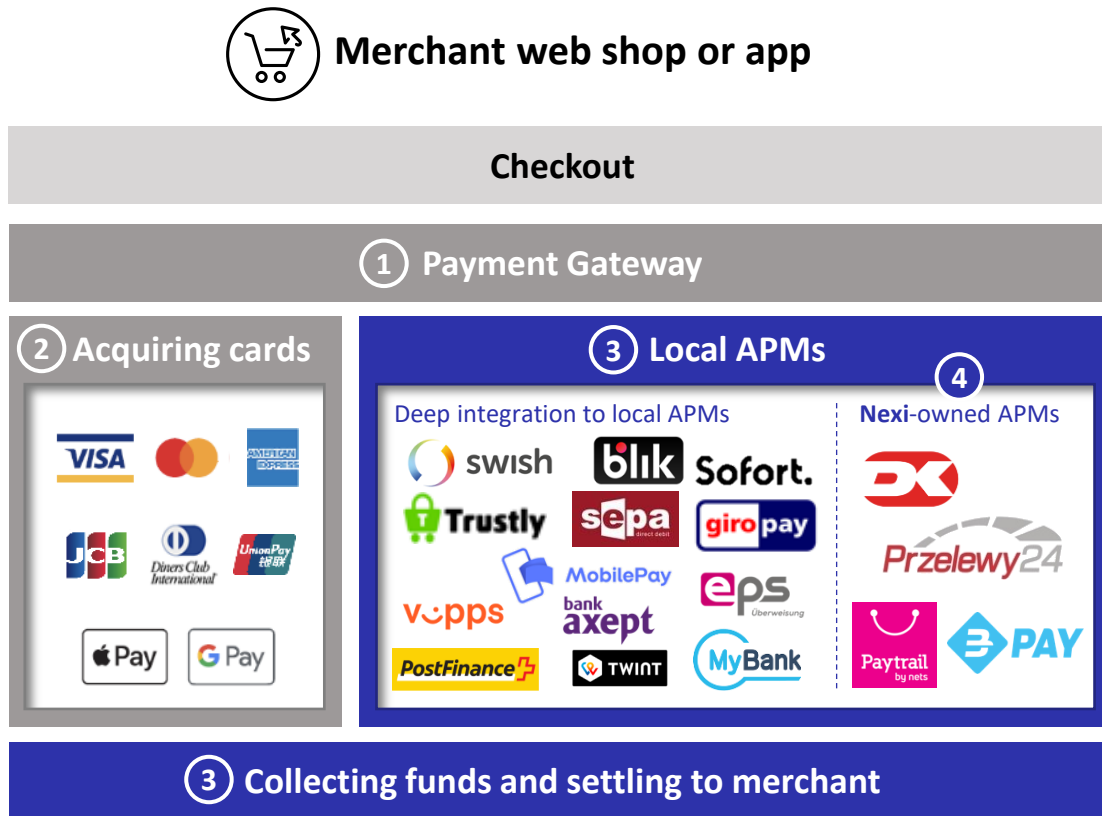 Merchant web shop or app
Checkout
1 Payment Gateway
2 Acquiring cards
VISA
AMERICAN
EXPRESS
JCB
Diners Club
International
UnionPay
银联
Pay
G Pay
3 Local APMs
4
Deep integration to local APMs
swish
blik
Sofort.
T Trustly
sepa
direct debit
giro pay
MobilePay
eps
Überweisung
vipps
bank
axept
PostFinance
TWINT
MyBank
Nexi-owned APMs
DK
Przelewy24
Paytrail
by nets
B PAY
3 Collecting funds and settling to merchant